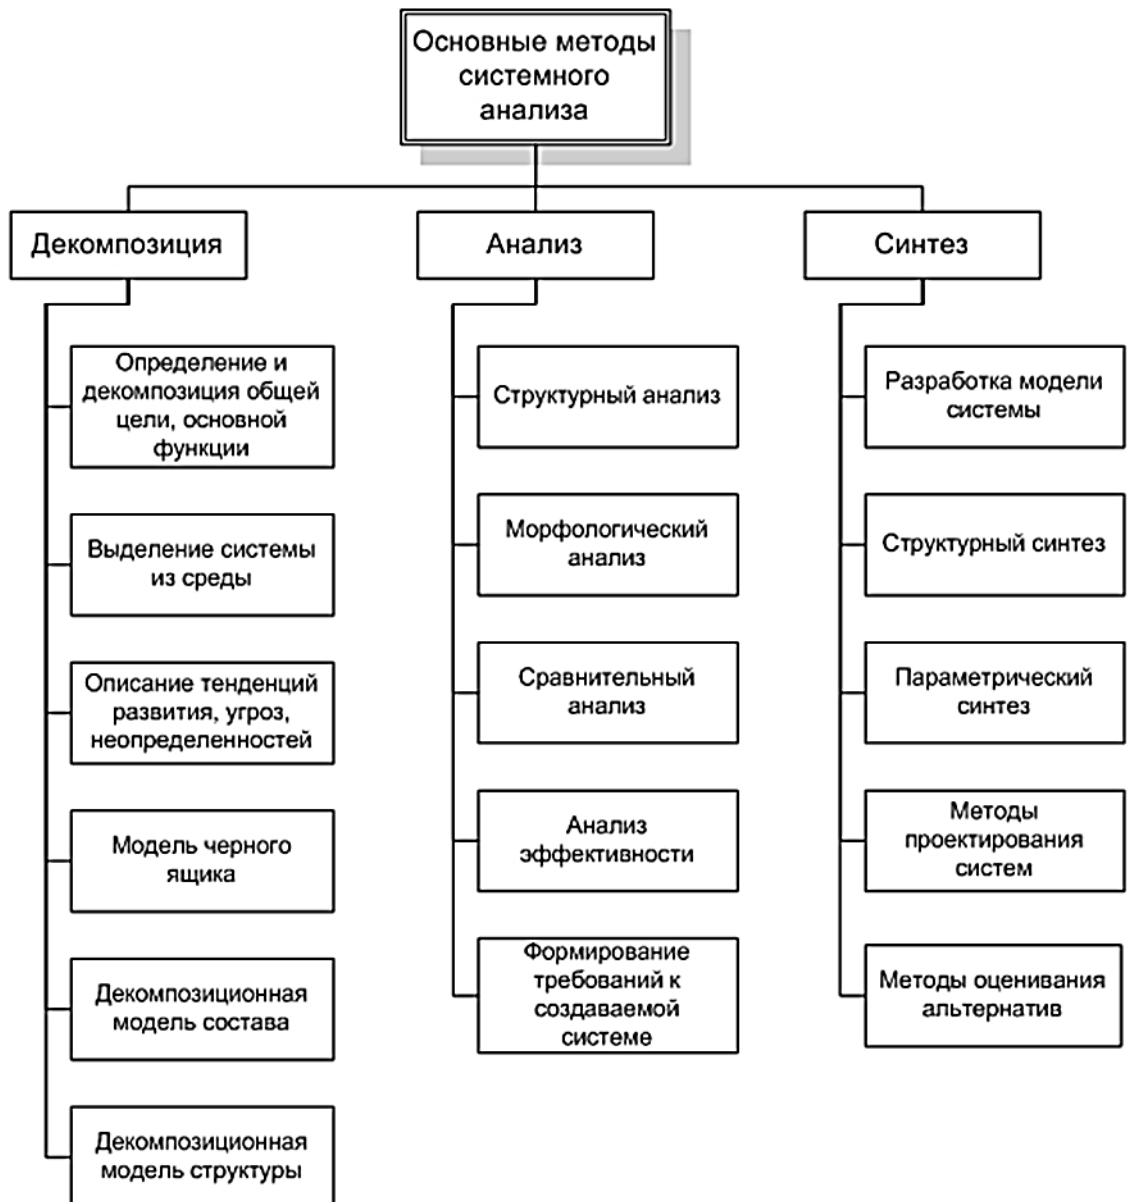 Основные методы
системного
анализа
Декомпозиция
Анализ
Синтез
Определение и
декомпозиция общей
цели, основной
функции
Выделение системы
из среды
Описание тенденций
развития, угроз,
неопределенностей
Модель черного
ящика
Декомпозиционная
модель состава
Декомпозиционная
модель структуры
Структурный анализ
Морфологический
анализ
Сравнительный
анализ
Анализ
эффективности
Формирование
требований к
создаваемой
системе
Разработка модели
системы
Структурный синтез
Параметрический
синтез
Методы
проектирования
систем
Методы оценивания
альтернатив